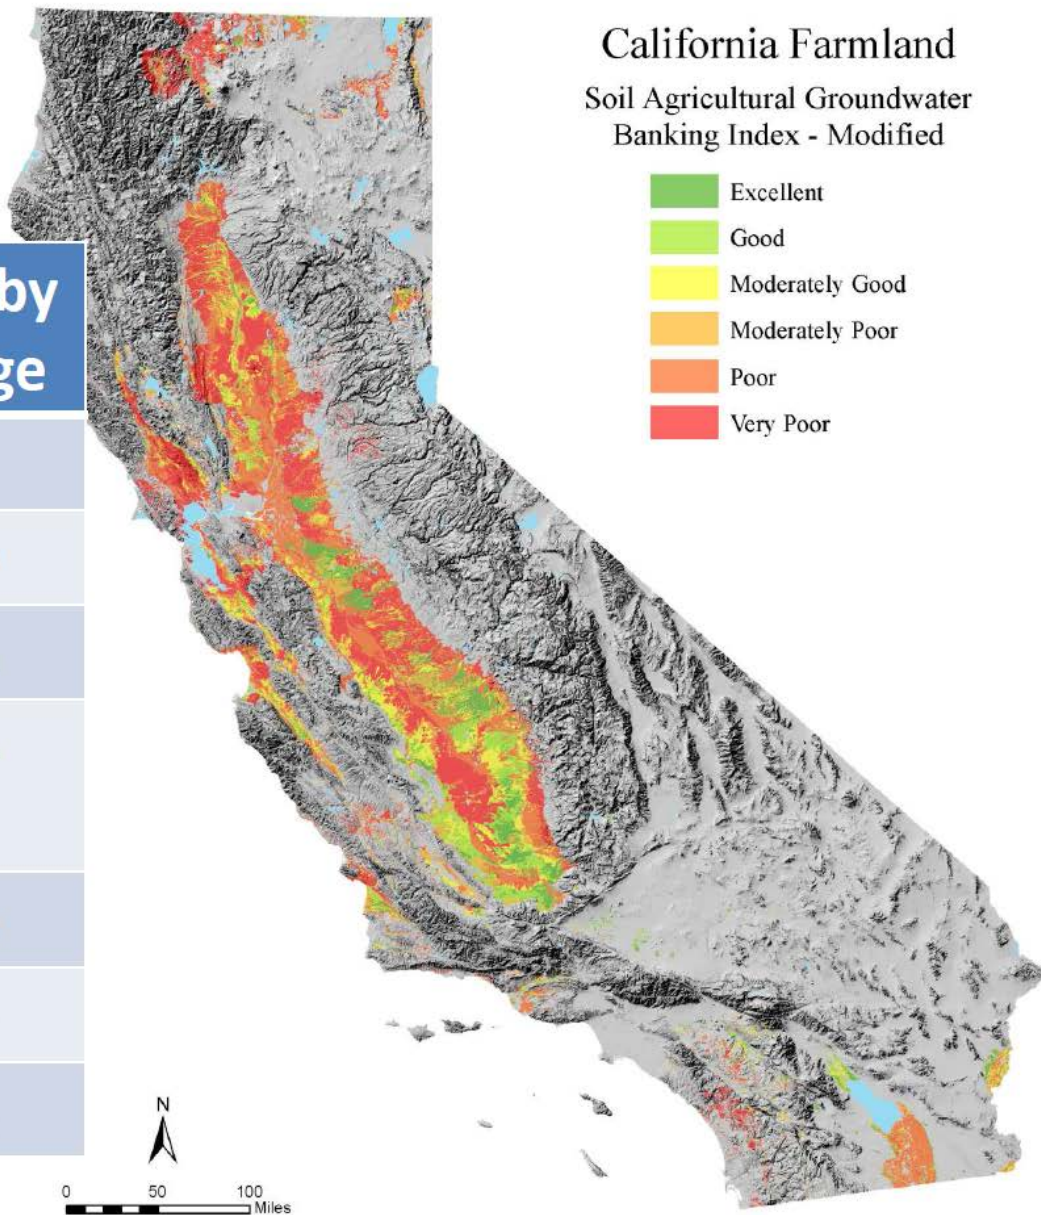 California Farmland
Soil Agricultural Groundwater
Banking Index - Modified
Excellent
Good
Moderately Good
Moderately Poor
Poor
Very Poor
by
ge
N
0 50 100
Miles